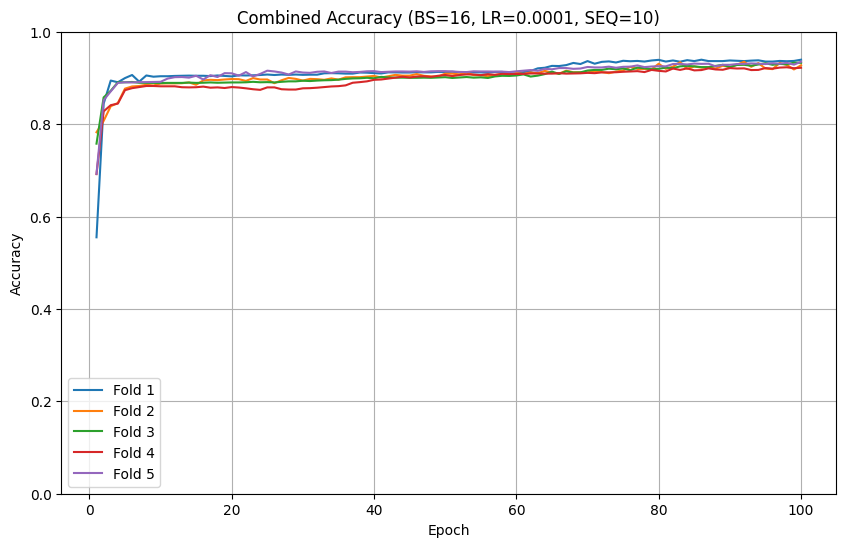 Combined Accuracy (BS=16, LR=0.0001, SEQ=10)
1.0
0.8
0.6
0.4
0.2
0.0
Accuracy
Fold 1
Fold 2
Fold 3
Fold 4
Fold 5
0 20 40 60 80 100
Epoch